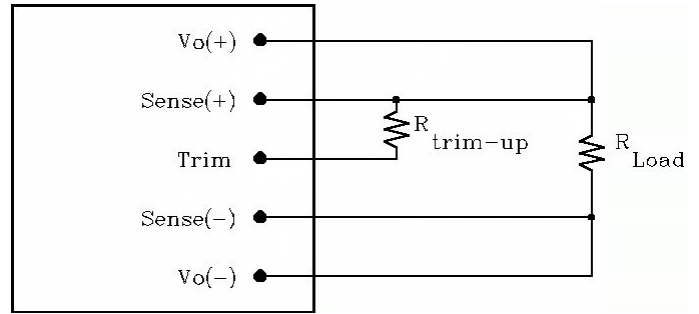 Vo(+)
Sense(+)
R
trim-up
Trim
R
Load
Sense(-)
Vo(-)